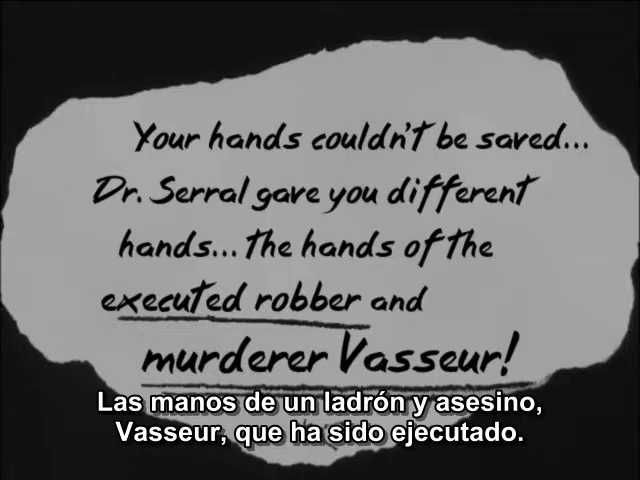 Your hands couldn't be saved...
Dr. Serral gave you different
hands... the hands of the
executed robber and
murderer Vasseur!
Las manos de un ladrón y asesino,
Vasseur, que ha sido ejecutado.